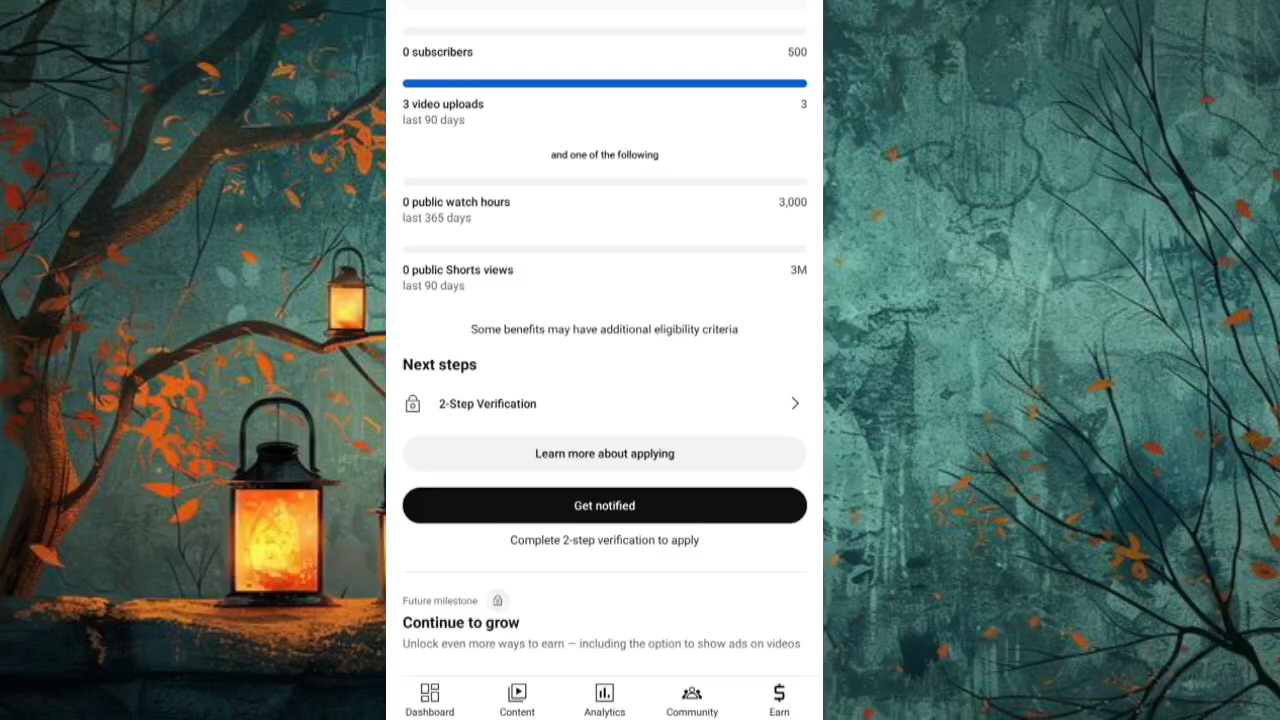 0 subscribers 500
3 video uploads 3
last 90 days
and one of the following
0 public watch hours 3,000
last 365 days
0 public Shorts views 3M
last 90 days
Some benefits may have additional eligibility criteria
Next steps
2-Step Verification
Learn more about applying
Get notified
Complete 2-step verification to apply
Future milestone
Continue to grow
Unlock even more ways to earn — including the option to show ads on videos
Dashboard Content Analytics Community Earn